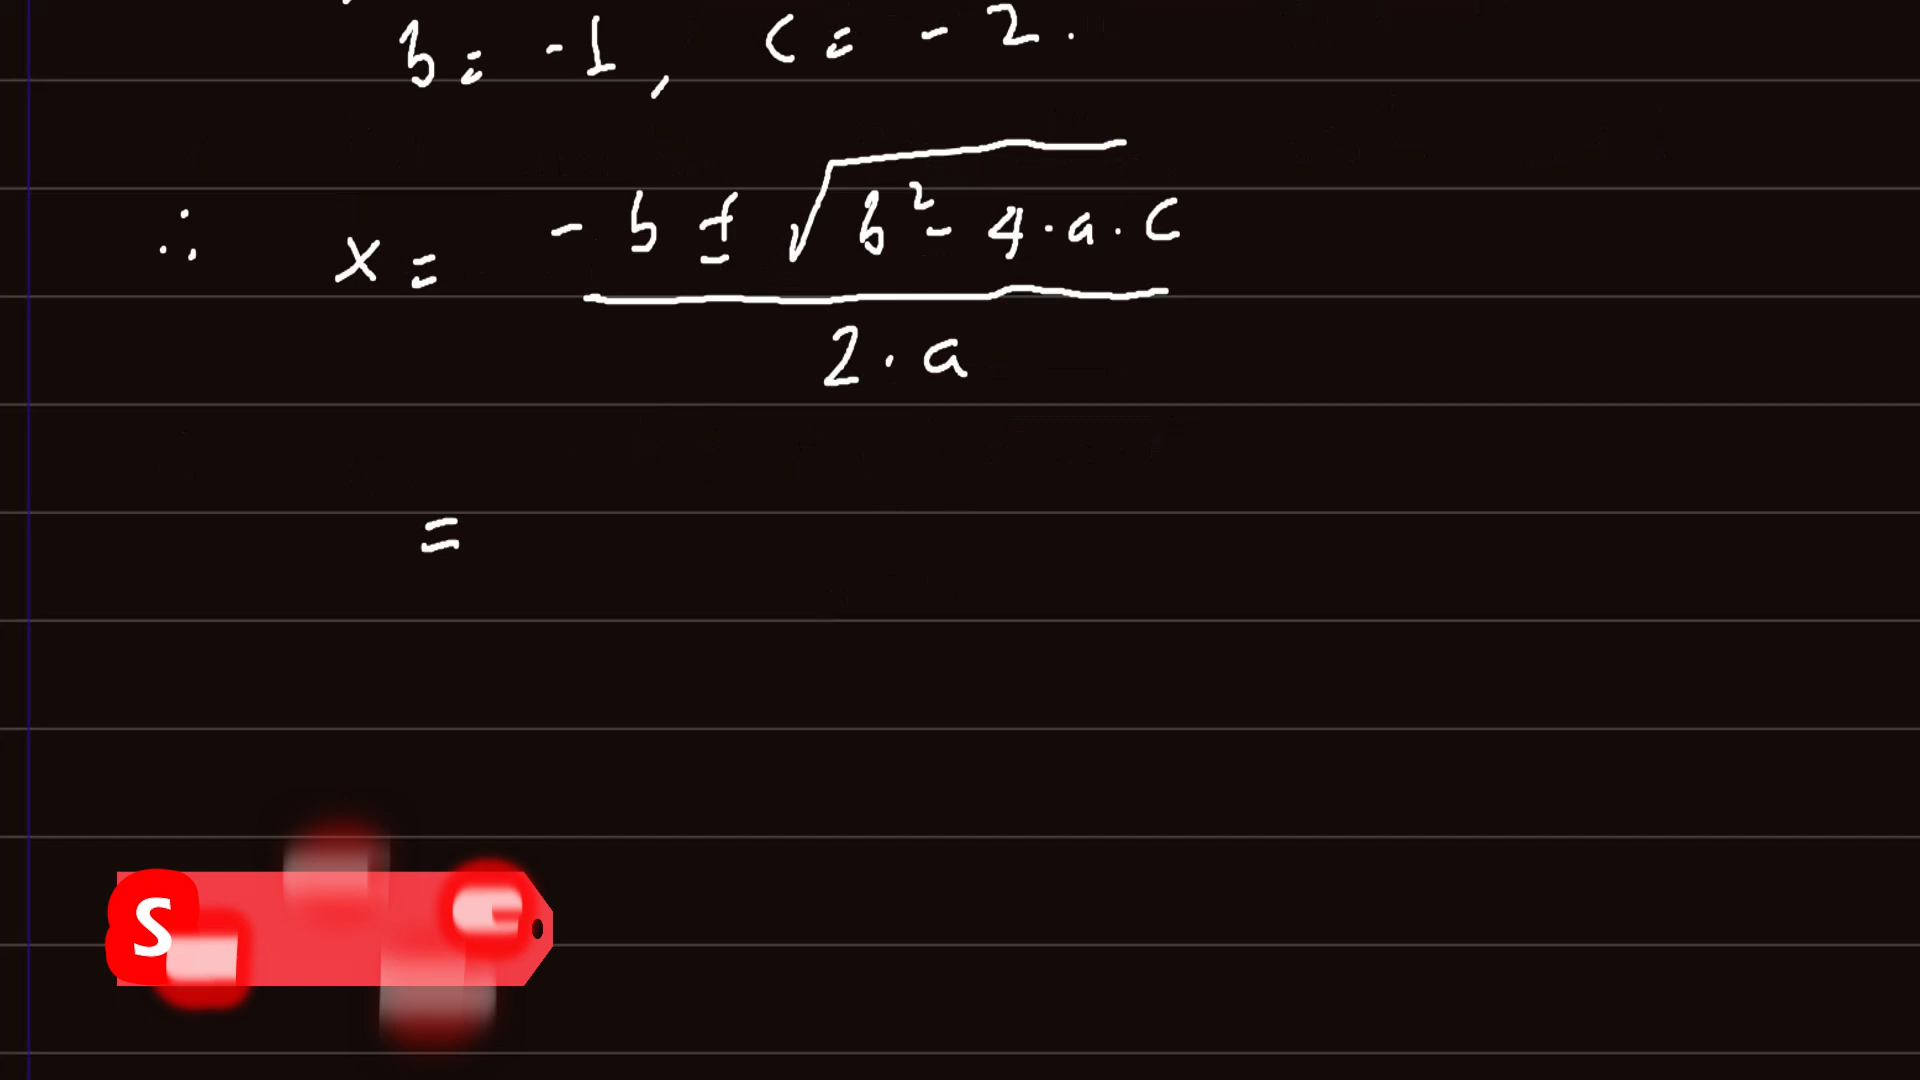 b = -1, c = -2.
∴ x = -b ± √(b² - 4·a·c)
2·a
=
S